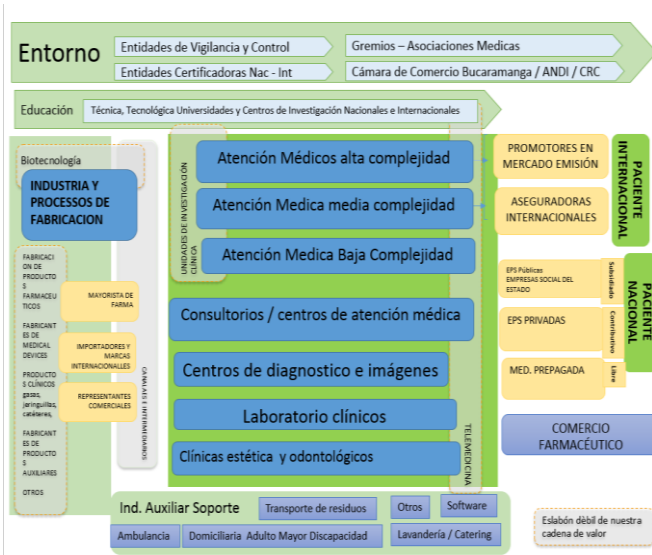 Entorno
Entidades de Vigilancia y Control
Gremios – Asociaciones Medicas
Entidades Certificadoras Nac - Int
Cámara de Comercio Bucaramanga / ANDI / CRC
Educación
Técnica, Tecnológica Universidades y Centros de Investigación Nacionales e Internacionales
Biotecnología
INDUSTRIA Y
PROCESSOS DE
FABRICACION
FABRICACI
ON DE
PRODUCTO
S
FARMACEU
TICOS
FABRICANT
ES DE
MEDICAL
DEVICES
PRODUCTO
S CLÍNICOS
gases,
jeringuillas,
catéteres,
FABRICANT
ES DE
PRODUCTO
S
AUXILIARES
OTROS
MAYORISTA DE
FARMA
IMPORTADORES Y
MARCAS
INTERNACIONALES
REPRESENTANTES
COMERCIALES
CANALAES E INTERMEDIARIOS
UNIDADES DE INVESTIGACIÓN
CLÍNICA
Atención Médicos alta complejidad
Atención Medica media complejidad
Atención Medica Baja Complejidad
Consultorios / centros de atención médica
Centros de diagnostico e imágenes
Laboratorio clínicos
Clínicas estética y odontológicos
TELEMEDICINA
PROMOTORES EN
MERCADO EMISIÓN
ASEGURADORAS
INTERNACIONALES
PACIENTE
INTERNACIONAL
EPS Públicas
EMPRESAS SOCIAL DEL
ESTADO
Subsidiado
EPS PRIVADAS
Contributivo
MED. PREPAGADA
Libre
PACIENTE
NACIONAL
COMERCIO
FARMACÉUTICO
Ind. Auxiliar Soporte
Transporte de residuos
Otros
Software
Ambulancia
Domiciliaria Adulto Mayor Discapacidad
Lavandería / Catering
Eslabón dèbil de nuestra
cadena de valor